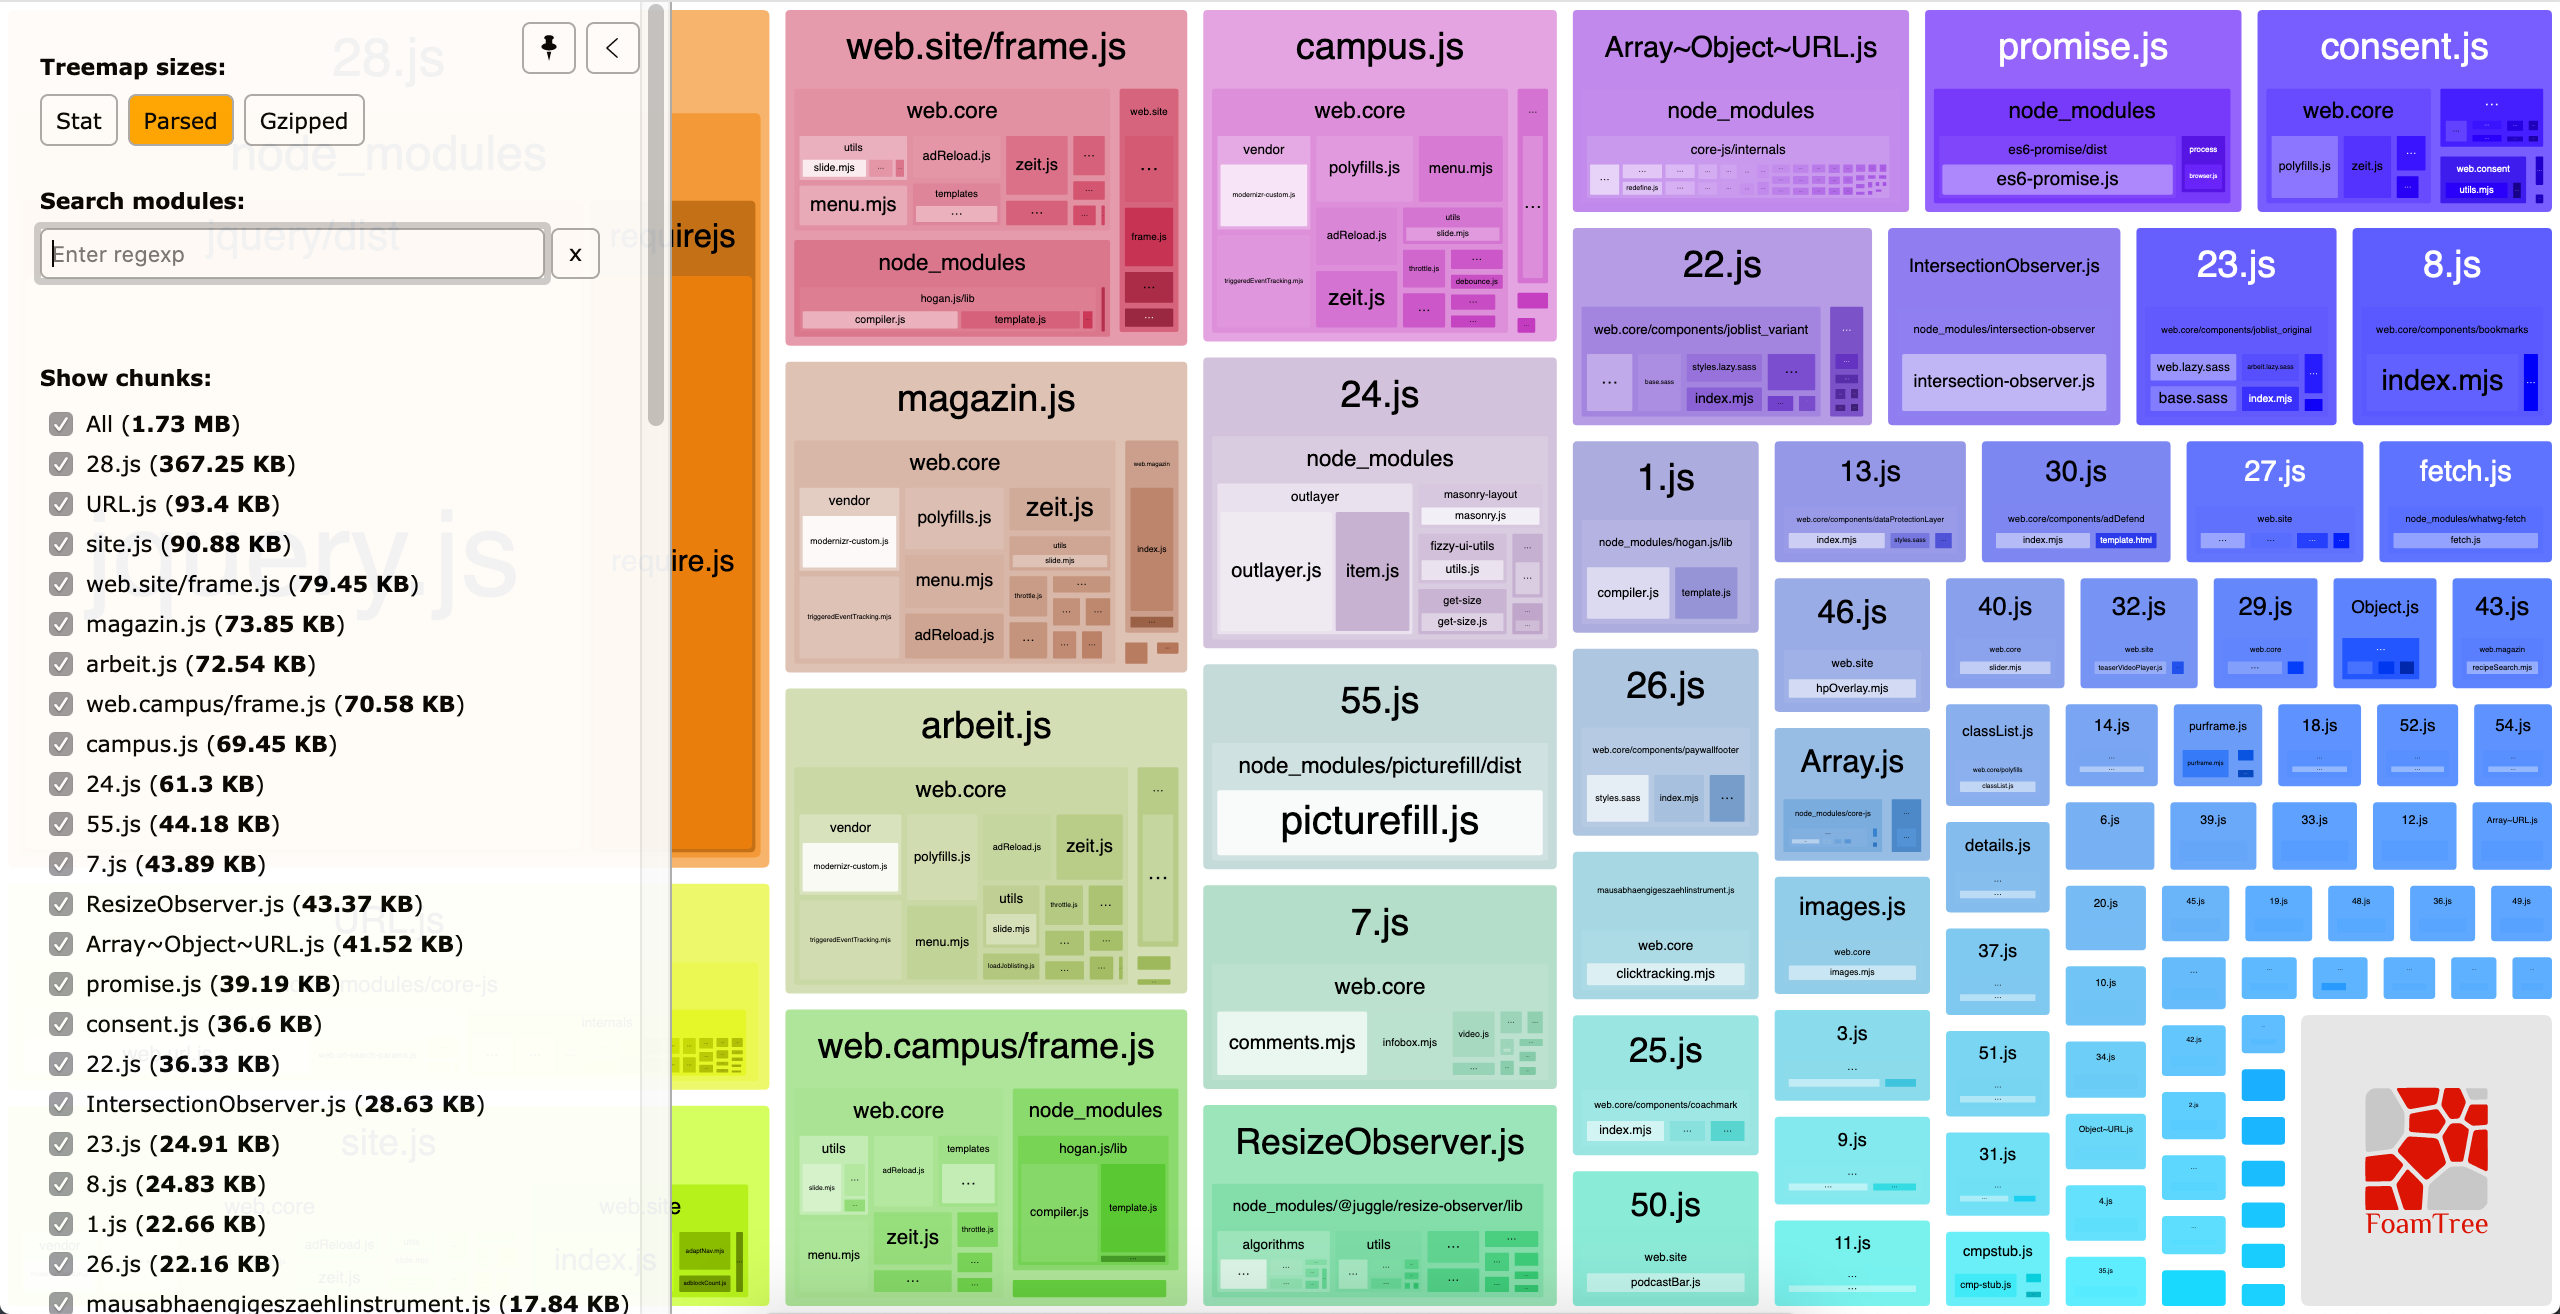 Treemap sizes:
Stat
Parsed
Gzipped
Search modules:
Enter regexp
x
Show chunks:
All (1.73 MB)
28.js (367.25 KB)
URL.js (93.4 KB)
site.js (90.88 KB)
web.site/frame.js (79.45 KB)
magazin.js (73.85 KB)
arbeit.js (72.54 KB)
web.campus/frame.js (70.58 KB)
campus.js (69.45 KB)
24.js (61.3 KB)
55.js (44.18 KB)
7.js (43.89 KB)
ResizeObserver.js (43.37 KB)
Array~Object~URL.js (41.52 KB)
promise.js (39.19 KB)
consent.js (36.6 KB)
22.js (36.33 KB)
IntersectionObserver.js (28.63 KB)
23.js (24.91 KB)
8.js (24.83 KB)
1.js (22.66 KB)
26.js (22.16 KB)
mausabhaengigeszaehlinstrument.js (17.84 KB)
28.js
node_modules
jquery/dist
jquery.js
requirejs
require.js
URL.js
node_modules/core-js
internals
site.js
web.core
web.site
vendor
adReload.js
zeit.js
index.js
adaptNav.mjs
adblockCount.js
web.site/frame.js
web.core
utils
slide.mjs
adReload.js
zeit.js
...
menu.mjs
templates
...
...
...
node_modules
hogan.js/lib
compiler.js
template.js
web.site
...
frame.js
...
...
magazin.js
web.core
vendor
modernizr-custom.js
polyfills.js
zeit.js
utils
slide.mjs
triggeredEventTracking.mjs
menu.mjs
adReload.js
throttle.js
...
web.magazin
index.js
...
arbeit.js
web.core
vendor
modernizr-custom.js
polyfills.js
adReload.js
zeit.js
triggeredEventTracking.mjs
menu.mjs
utils
slide.mjs
throttle.js
...
loadJoblisting.js
...
web.campus/frame.js
web.core
utils
slide.mjs
adReload.js
templates
...
menu.mjs
zeit.js
throttle.js
...
node_modules
hogan.js/lib
compiler.js
template.js
campus.js
web.core
vendor
modernizr-custom.js
polyfills.js
menu.mjs
triggeredEventTracking.mjs
adReload.js
utils
slide.mjs
zeit.js
throttle.js
debounce.js
...
24.js
node_modules
outlayer
outlayer.js
item.js
masonry-layout
masonry.js
fizzy-ui-utils
utils.js
get-size
get-size.js
...
55.js
node_modules/picturefill/dist
picturefill.js
7.js
web.core
comments.mjs
infobox.mjs
video.js
ResizeObserver.js
node_modules/@juggle/resize-observer/lib
algorithms
utils
...
Array~Object~URL.js
node_modules
core-js/internals
redefine.js
promise.js
node_modules
es6-promise/dist
es6-promise.js
process
browser.js
consent.js
web.core
polyfills.js
zeit.js
...
web.consent
utils.mjs
22.js
web.core/components/joblist_variant
...
base.sass
styles.lazy.sass
index.mjs
...
IntersectionObserver.js
node_modules/intersection-observer
intersection-observer.js
23.js
web.core/components/joblist_original
web.lazy.sass
arbeit.lazy.sass
base.sass
index.mjs
8.js
web.core/components/bookmarks
index.mjs
...
1.js
node_modules/hogan.js/lib
compiler.js
template.js
13.js
web.core/components/dataProtectionLayer
index.mjs
styles.sass
30.js
web.core/components/adDefend
index.mjs
template.html
27.js
web.site
...
fetch.js
node_modules/whatwg-fetch
fetch.js
26.js
web.core/components/paywallfooter
styles.sass
index.mjs
...
46.js
web.site
hpOverlay.mjs
40.js
web.core
slider.mjs
32.js
web.site
teaserVideoPlayer.js
29.js
web.core
...
Object.js
...
43.js
web.magazin
recipeSearch.mjs
Array.js
node_modules/core-js
classList.js
web.core/polyfills
classList.js
14.js
purframe.js
purframe.mjs
18.js
52.js
54.js
details.js
6.js
39.js
33.js
12.js
Array~URL.js
mausabhaengigeszaehlinstrument.js
web.core
clicktracking.mjs
images.js
web.core
images.mjs
37.js
20.js
45.js
19.js
48.js
36.js
49.js
10.js
25.js
web.core/components/coachmark
index.mjs
...
3.js
...
51.js
...
34.js
42.js
9.js
...
31.js
...
Object~URL.js
2.js
50.js
web.site
podcastBar.js
11.js
...
cmpstub.js
cmp-stub.js
4.js
35.js
FoamTree